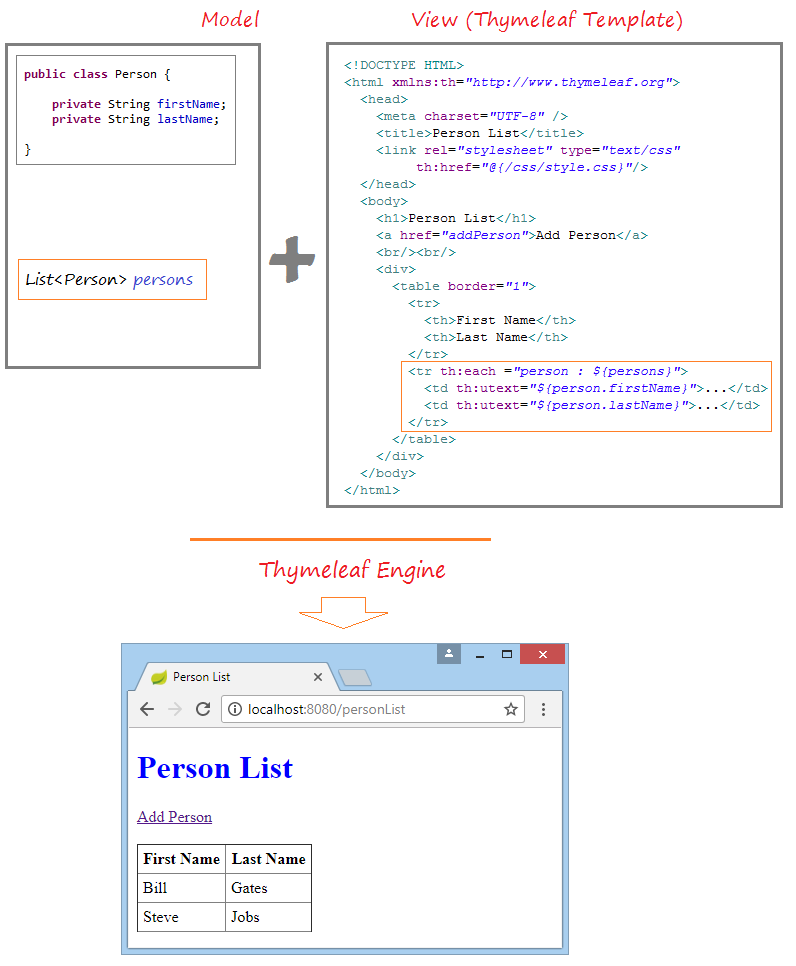 Model
public class Person {
private String firstName;
private String lastName;
}
List<Person> persons
View (Thymeleaf Template)
<!DOCTYPE HTML>
<html xmlns:th="http://www.thymeleaf.org">
<head>
<meta charset="UTF-8" />
<title>Person List</title>
<link rel="stylesheet" type="text/css"
th:href="@{/css/style.css}"/>
</head>
<body>
<h1>Person List</h1>
<a href="addPerson">Add Person</a>
<br/><br/>
<div>
<table border="1">
<tr>
<th>First Name</th>
<th>Last Name</th>
</tr>
<tr th:each ="person : ${persons}">
<td th:utext="${person.firstName}">...</td>
<td th:utext="${person.lastName}">...</td>
</tr>
</table>
</div>
</body>
</html>
Thymeleaf Engine
Person List
localhost:8080/personList
Person List
Add Person
First Name Last Name
Bill Gates
Steve Jobs